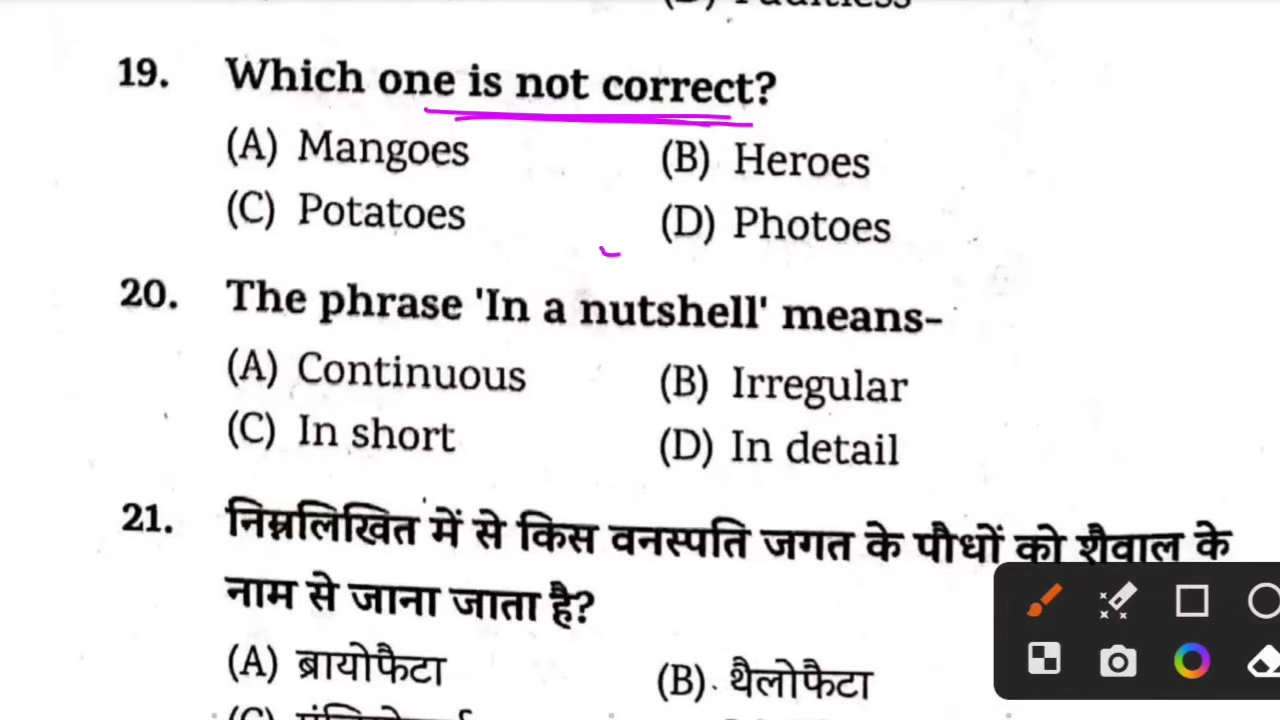 19. Which one is not correct?
(A) Mangoes (B) Heroes
(C) Potatoes (D) Photoes
20. The phrase 'In a nutshell' means-
(A) Continuous (B) Irregular
(C) In short (D) In detail
21. निम्नलिखित में से किस वनस्पति जगत के पौधों को शैवाल के
नाम से जाना जाता है?
(A) ब्रायोफैटा (B) थैलोफैटा